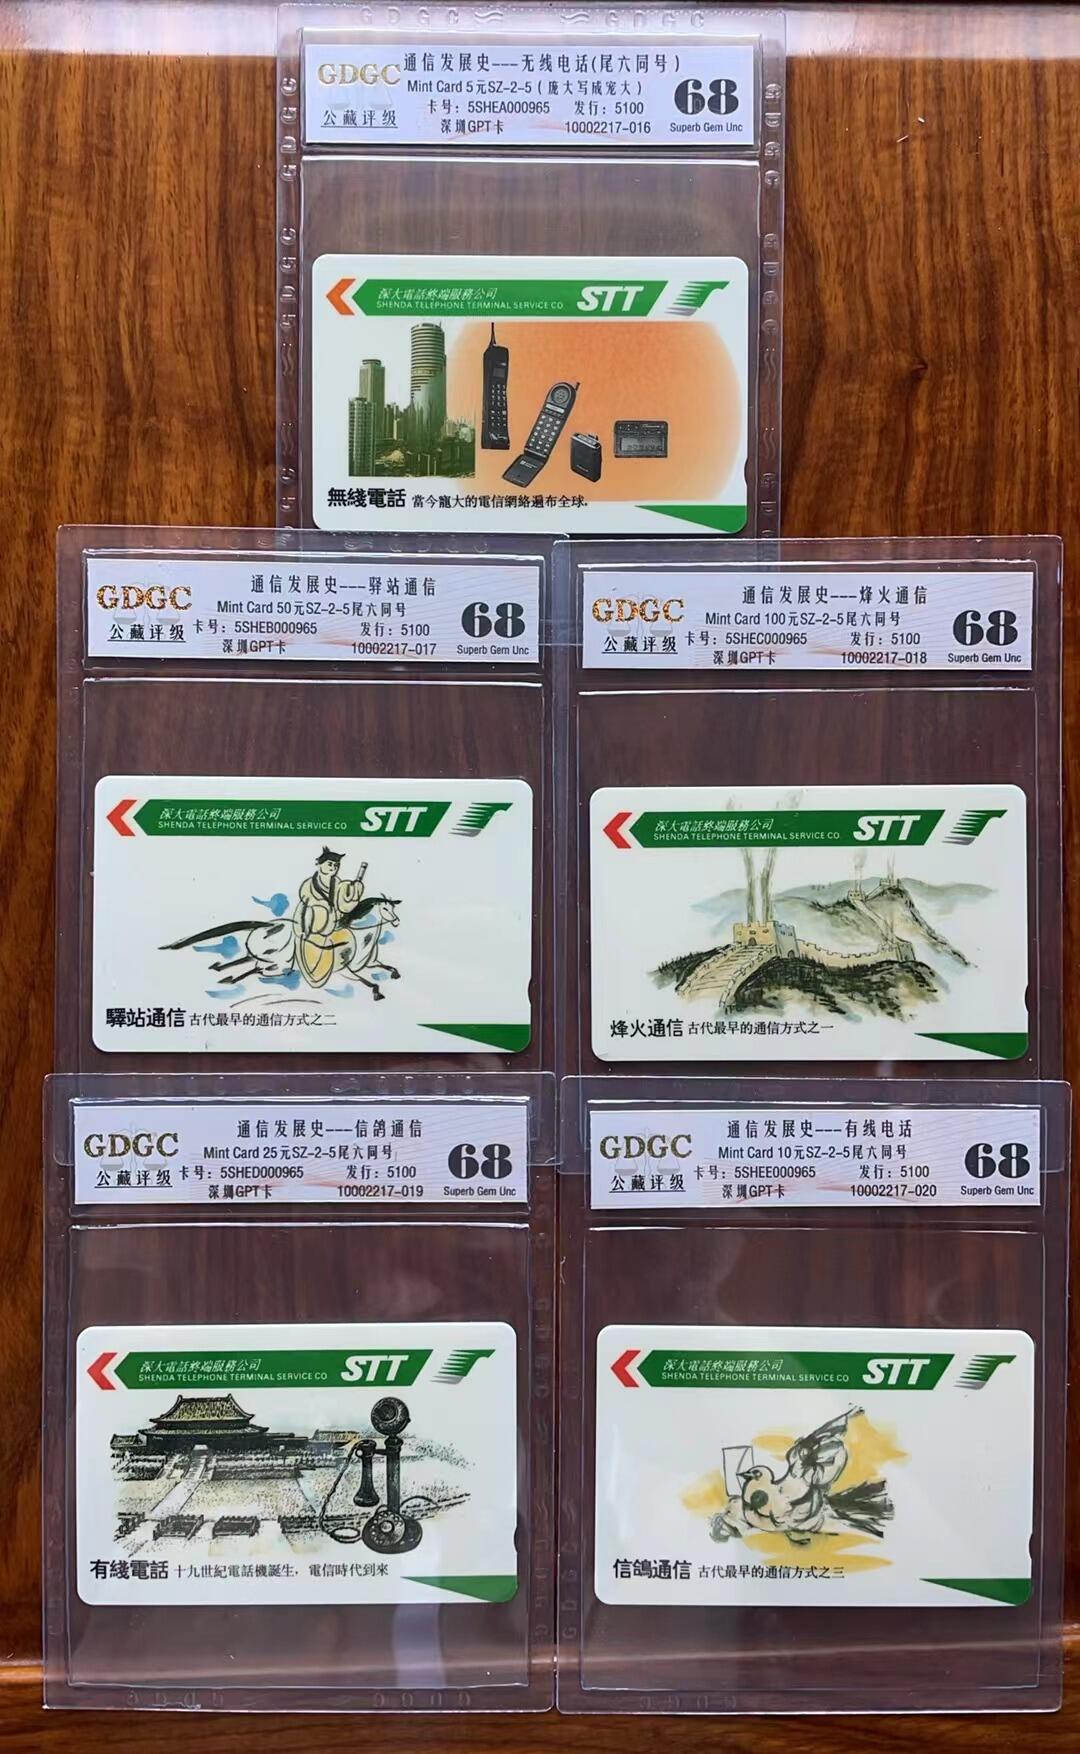 GDGC
公藏评级
通信发展史---无线电话(尾六同号)
Mint Card 5元SZ-2-5(庞大写成宠大)
卡号: 5SHEA000965 发行: 5100
深圳GPT卡 10002217-016
68
Superb Gem Unc
深大電話終端服務公司
SHENDA TELEPHONE TERMINAL SERVICE CO
STT
無綫電話 當今寵大的電信網絡遍布全球.
GDGC
公藏评级
通信发展史---驿站通信
Mint Card 50元SZ-2-5尾六同号
卡号: 5SHEB000965 发行: 5100
深圳GPT卡 10002217-017
68
Superb Gem Unc
深大電話終端服務公司
SHENDA TELEPHONE TERMINAL SERVICE CO
STT
驛站通信 古代最早的通信方式之二
GDGC
公藏评级
通信发展史---烽火通信
Mint Card 100元SZ-2-5尾六同号
卡号: 5SHEC000965 发行: 5100
深圳GPT卡 10002217-018
68
Superb Gem Unc
深大電話終端服務公司
SHENDA TELEPHONE TERMINAL SERVICE CO
STT
烽火通信 古代最早的通信方式之一
GDGC
公藏评级
通信发展史---信鸽通信
Mint Card 25元SZ-2-5尾六同号
卡号: 5SHED000965 发行: 5100
深圳GPT卡 10002217-019
68
Superb Gem Unc
深大電話終端服務公司
SHENDA TELEPHONE TERMINAL SERVICE CO
STT
有綫電話 十九世紀電話機誕生，電信時代到來
GDGC
公藏评级
通信发展史---有线电话
Mint Card 10元SZ-2-5尾六同号
卡号: 5SHEE000965 发行: 5100
深圳GPT卡 10002217-020
68
Superb Gem Unc
深大電話終端服務公司
SHENDA TELEPHONE TERMINAL SERVICE CO
STT
信鴿通信 古代最早的通信方式之三